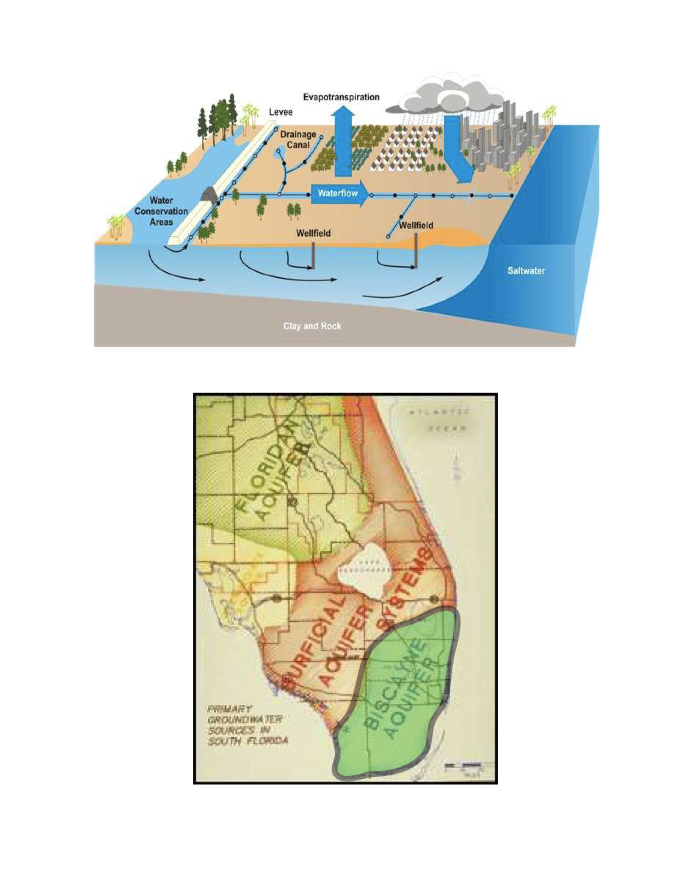 Evapotranspiration
Levee
Drainage
Canal
Waterflow
Water
Conservation
Areas
Wellfield
Wellfield
Saltwater
Clay and Rock
ATLANTIC
OCEAN
FLORIDAN
AQUIFER
SURFICIAL
AQUIFER
SYSTEMS
BISCAYNE
AQUIFER
PRIMARY
GROUNDWATER
SOURCES IN
SOUTH FLORIDA